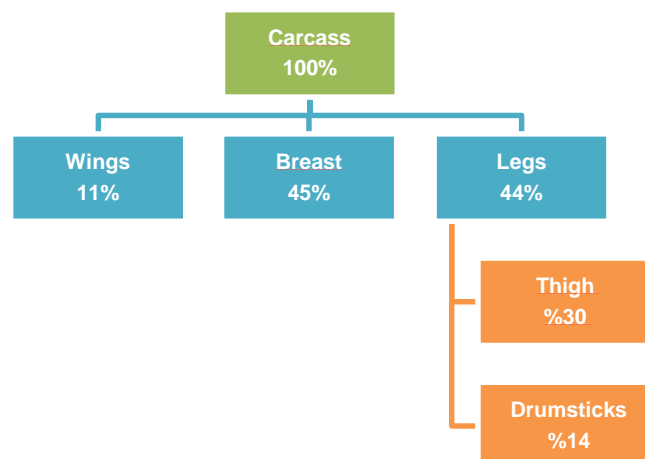 Carcass
100%
Wings
11%
Breast
45%
Legs
44%
Thigh
%30
Drumsticks
%14